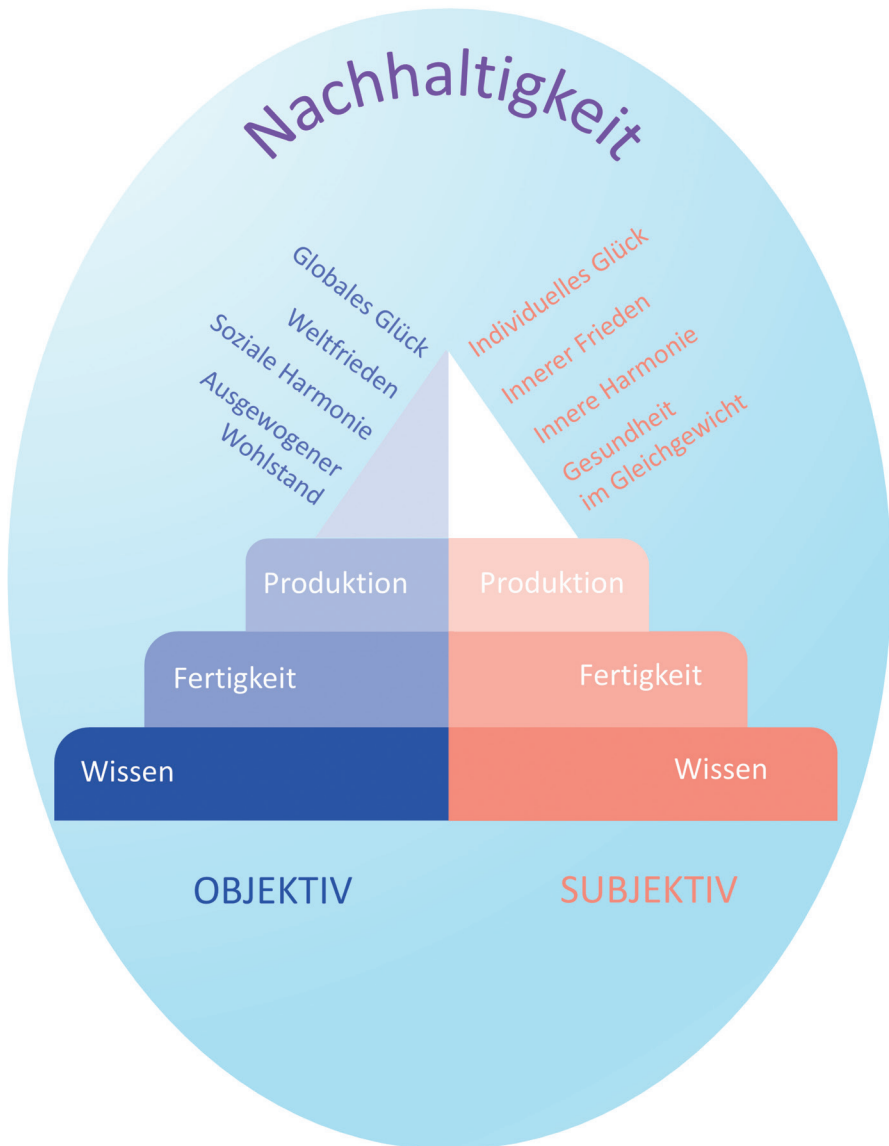 Nachhaltigkeit
Globales Glück
Weltfrieden
Soziale Harmonie
Ausgewogener
Wohlstand
Individuelles Glück
Innerer Frieden
Innere Harmonie
Gesundheit
im Gleichgewicht
Produktion
Produktion
Fertigkeit
Fertigkeit
Wissen
Wissen
OBJEKTIV
SUBJEKTIV